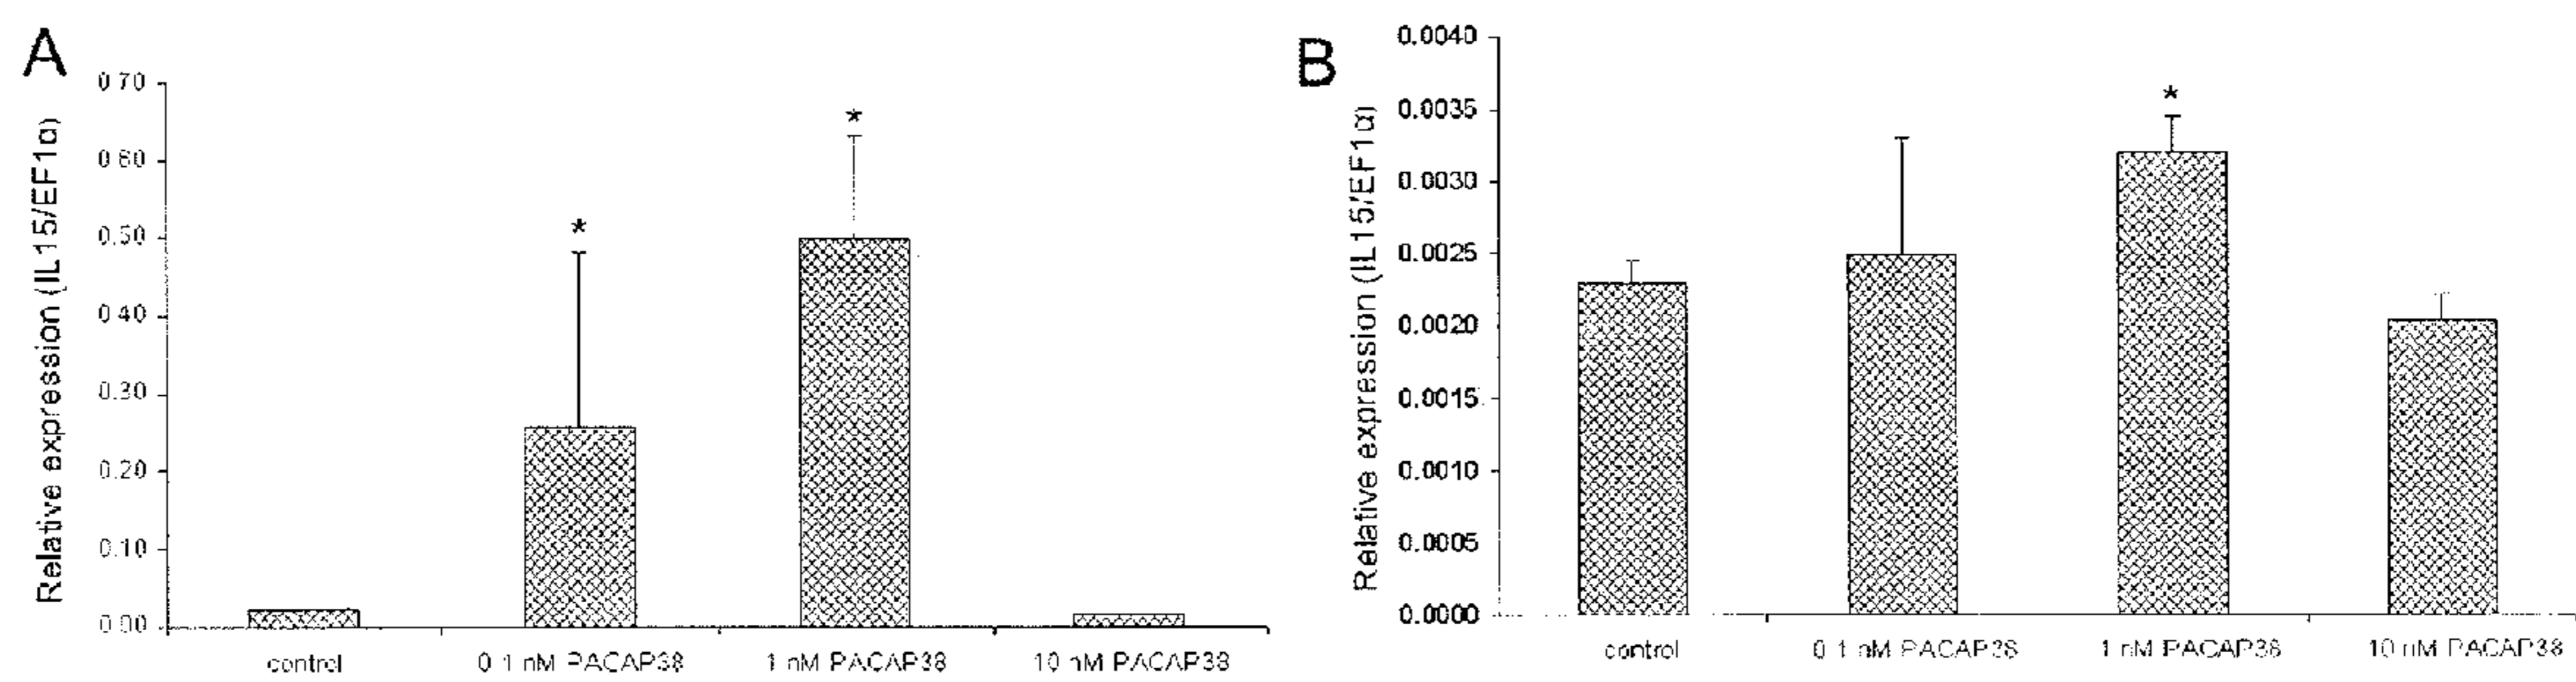 A
Relative expression (IL15/EF1α)
0.70
0.60
0.50
0.40
0.30
0.20
0.10
0.00
*
*
control
0.1 nM PACAP38
1 nM PACAP38
10 nM PACAP38
B
Relative expression (IL15/EF1α)
0.0040
0.0035
0.0030
0.0025
0.0020
0.0015
0.0010
0.0005
0.0000
*
control
0.1 nM PACAP38
1 nM PACAP38
10 nM PACAP38